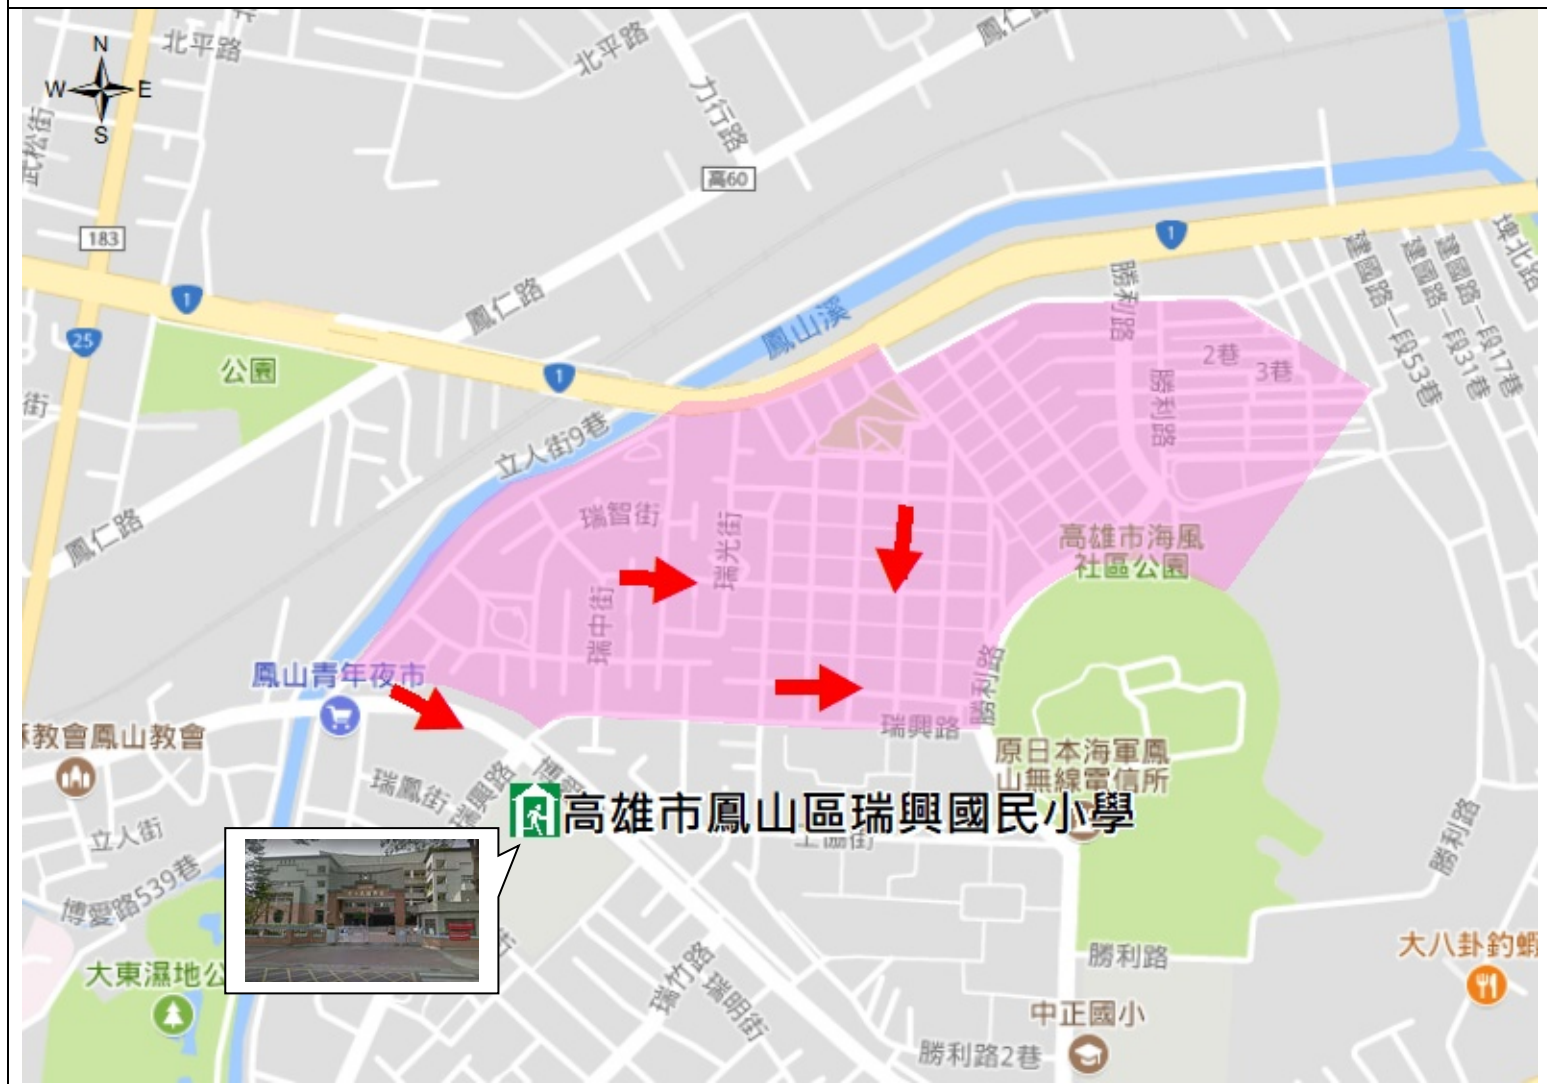 N
W
E
S
北平路
北平路
鳳仁
力行路
武松街
高60
183
1
1
鳳仁路
25
公園
1
鳳山溪
勝利路
埤北路
建國路一段53巷
建國路一段31巷
建國路一段17巷
2巷
3巷
勝利路
街
立人街9巷
鳳仁路
瑞智街
瑞光街
瑞中街
高雄市海風
社區公園
鳳山青年夜市
勝利路
瑞興路
教會鳳山教會
原日本海軍鳳
山無線電信所
瑞鳳街
瑞興路
博愛
高雄市鳳山區瑞興國民小學
立人街
勝利路
博愛路539巷
街
大東濕地公
瑞竹路
瑞明街
勝利路
大八卦釣蝦
中正國小
勝利路2巷